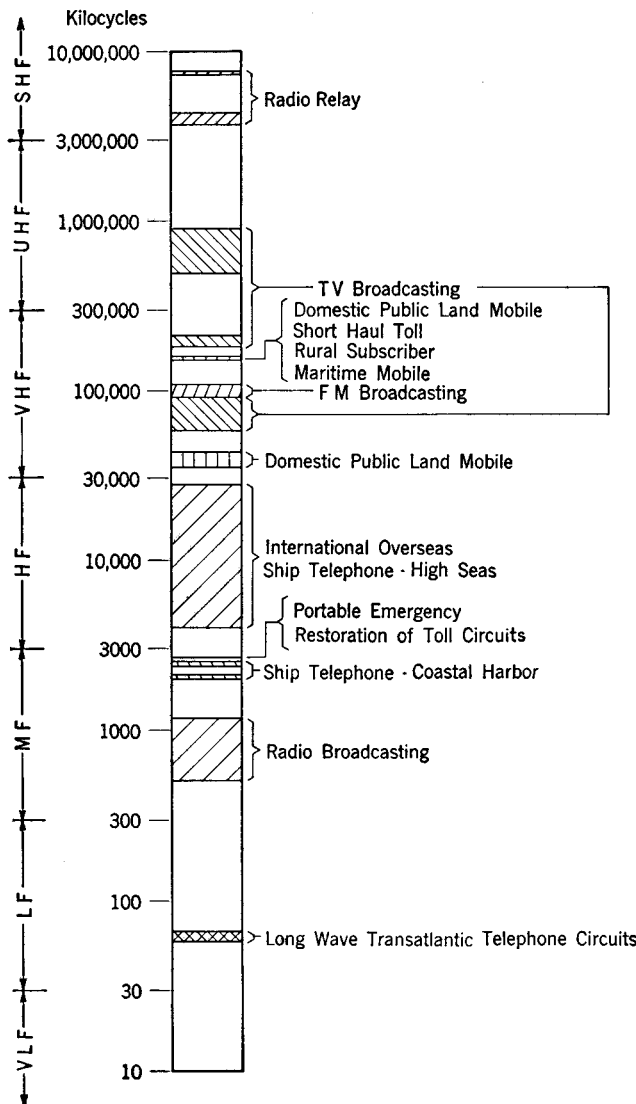 Kilocycles
10,000,000
Radio Relay
3,000,000
1,000,000
TV Broadcasting
300,000
Domestic Public Land Mobile
Short Haul Toll
Rural Subscriber
Maritime Mobile
100,000
FM Broadcasting
Domestic Public Land Mobile
30,000
International Overseas
10,000
Ship Telephone - High Seas
Portable Emergency
Restoration of Toll Circuits
3000
Ship Telephone - Coastal Harbor
1000
Radio Broadcasting
300
100
Long Wave Transatlantic Telephone Circuits
30
10
SHF
UHF
VHF
HF
MF
LF
VLF